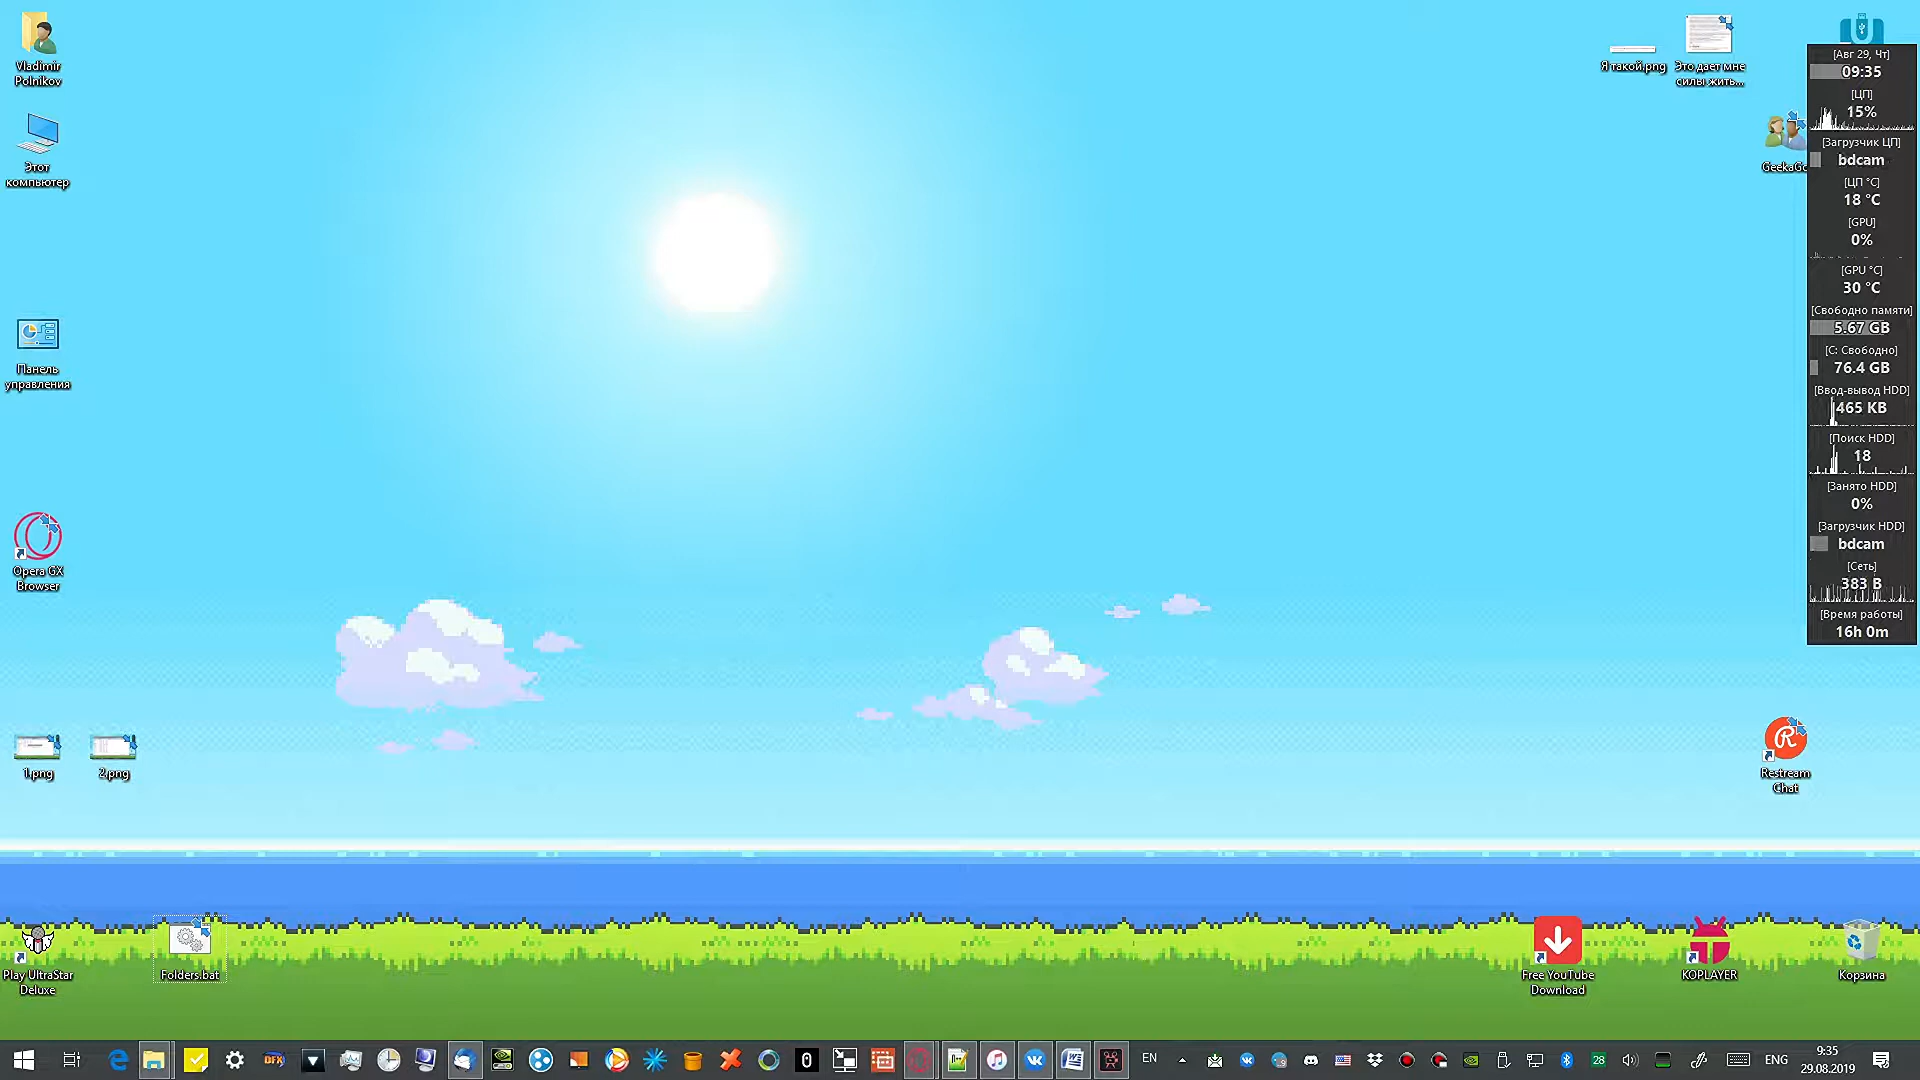 Vladimir
Polnikov
Этот
компьютер
Панель
управления
Opera GX
Browser
1.png
2.png
Play UltraStar
Deluxe
Folders.bat
Я такой.png
Это дает мне
силы жить...
[Авг 29, Чт]
09:35
[ЦП]
15%
[Загрузчик ЦП]
bdcam
[ЦП °C]
18 °C
[GPU]
0%
[GPU °C]
30 °C
[Свободно памяти]
5.67 GB
[C: Свободно]
76.4 GB
[Ввод-вывод HDD]
465 KB
[Поиск HDD]
18
[Занято HDD]
0%
[Загрузчик HDD]
bdcam
[Сеть]
383 B
[Время работы]
16h 0m
Restream
Chat
Free YouTube
Download
KOPLAYER
Корзина
DFX
0
EN
28
ENG
9:35
29.08.2019